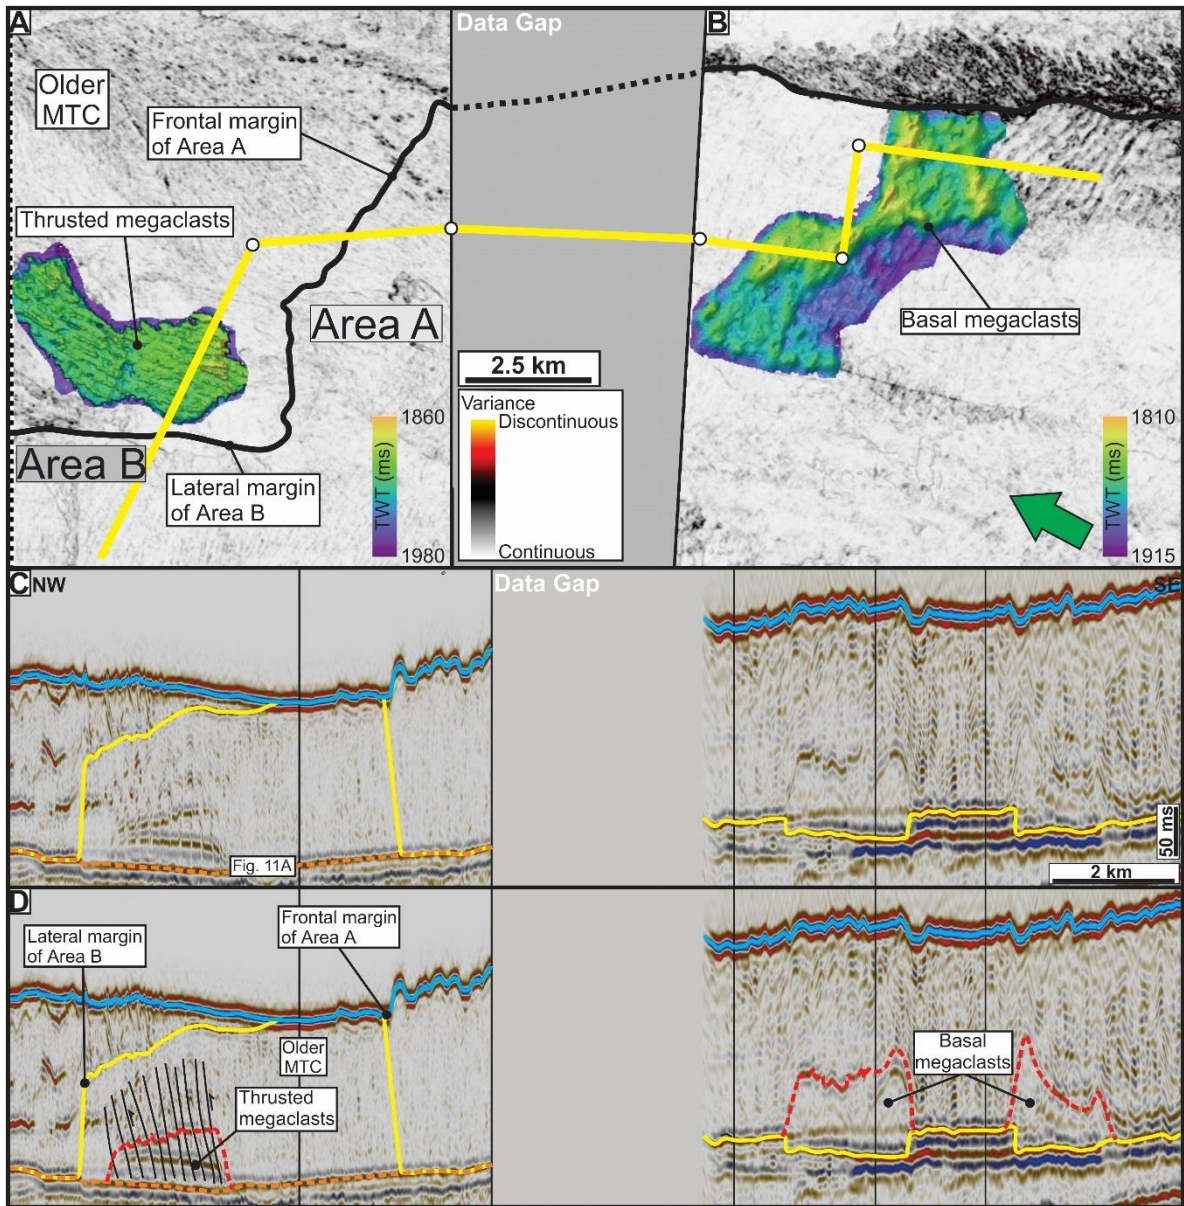 A
Data Gap
B
Older
MTC
Frontal margin
of Area A
Thrusted megaclasts
Area A
Basal megaclasts
2.5 km
Variance
Discontinuous
Continuous
1860
TWT (ms)
1980
1810
TWT (ms)
1915
Area B
Lateral margin
of Area B
C NW
Data Gap
SE
Fig. 11A
50 ms
2 km
D
Lateral margin
of Area B
Frontal margin
of Area A
Older
MTC
Thrusted
megaclasts
Basal
megaclasts